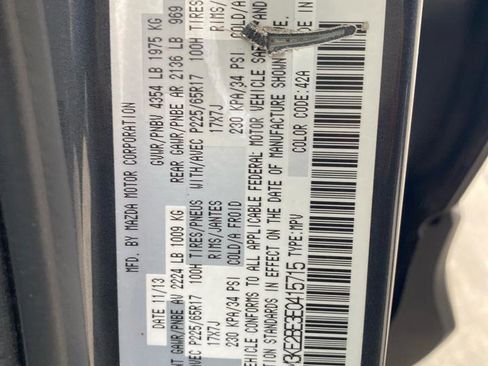 MFD. BY MAZDA MOTOR CORPORATION
DATE 11/13 GVWR/PNBV 4354 LB 1975 KG
GAWR/PNBE AV 2224 LB 1009 KG REAR GAWR/PNBE AR 2136 LB 969
AVEC P225/65R17 100H TIRES/PNEUS WITH/AVEC P225/65R17 100H TIRES
17X7J RIMS/JANTES 17X7J
230 KPA/34 PSI COLD/A FROID 230 KPA/34 PSI COLD/A
VEHICLE CONFORMS TO ALL APPLICABLE FEDERAL MOTOR VEHICLE AND
STANDARDS IN EFFECT ON THE DATE OF MANUFACTURE SHOWN
TYPE: MPV COLOR CODE: 42A